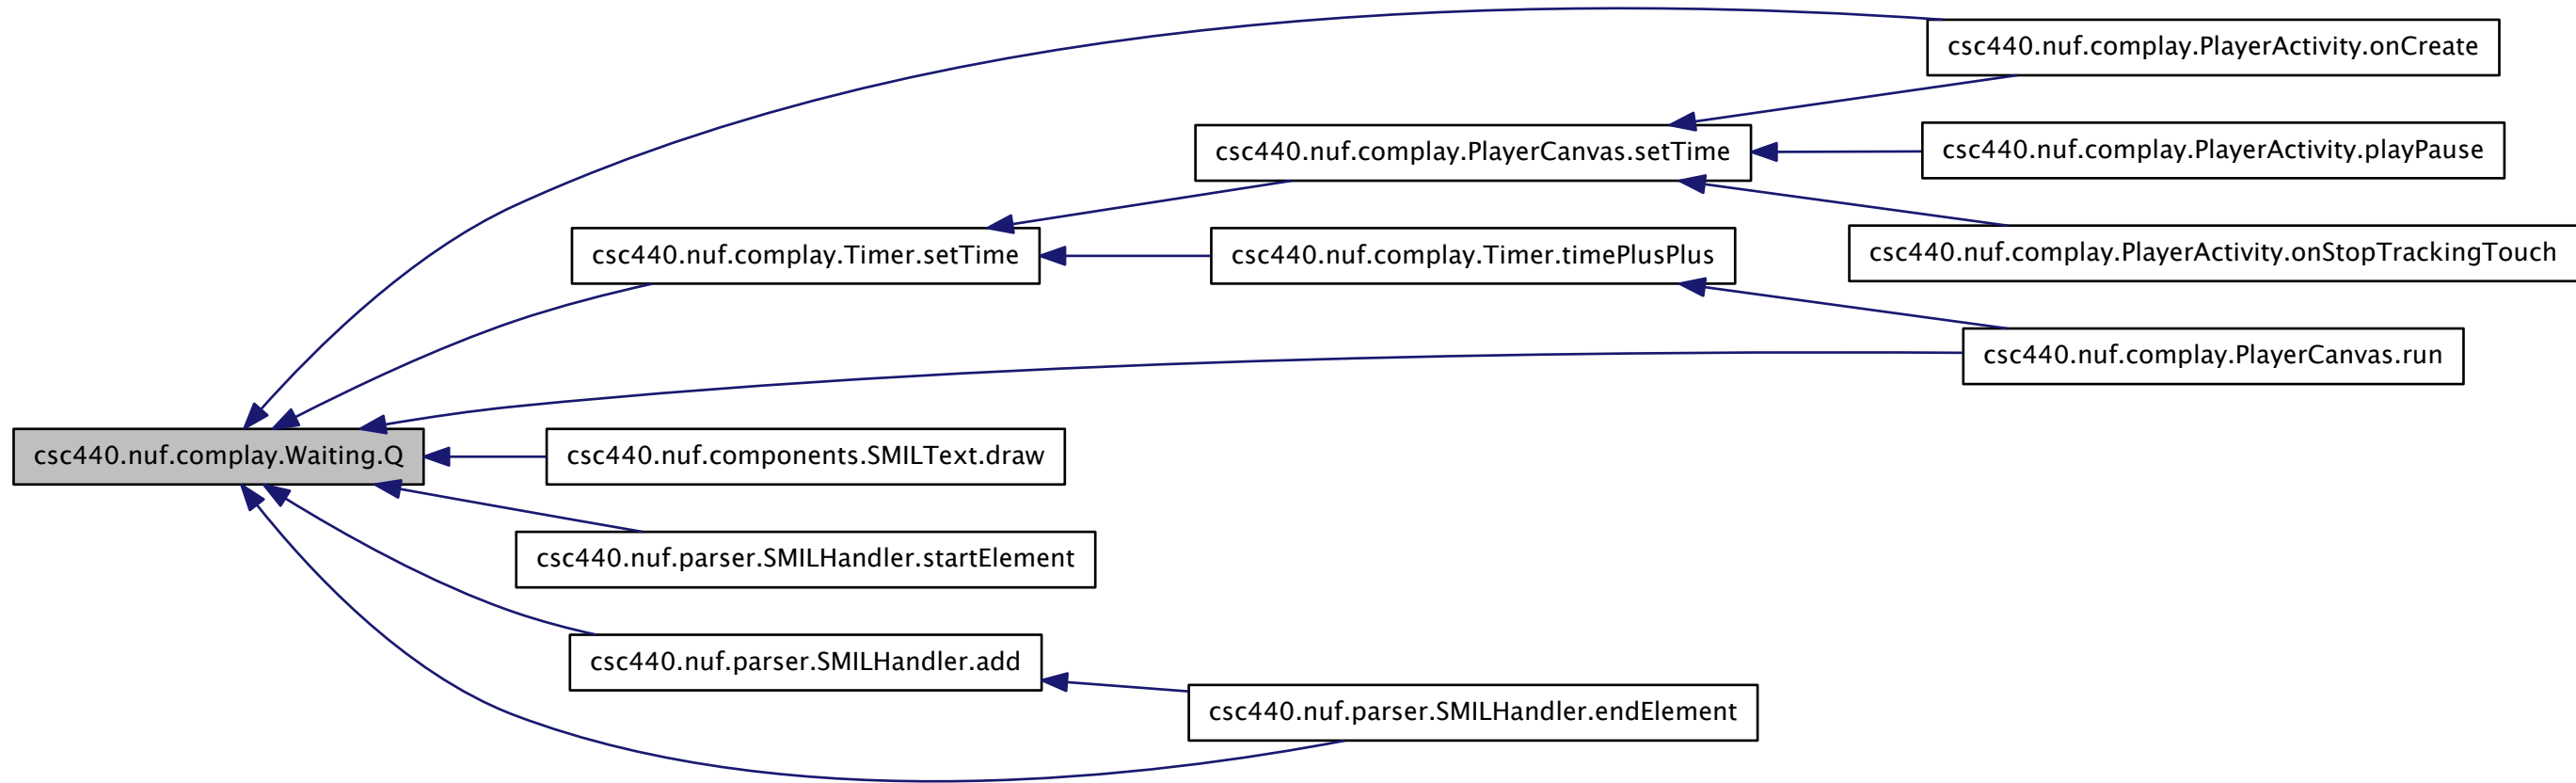 csc440.nuf.complay.PlayerActivity.onCreate
csc440.nuf.complay.PlayerCanvas.setTime
csc440.nuf.complay.PlayerActivity.playPause
csc440.nuf.complay.Timer.setTime
csc440.nuf.complay.Timer.timePlusPlus
csc440.nuf.complay.PlayerActivity.onStopTrackingTouch
csc440.nuf.complay.PlayerCanvas.run
csc440.nuf.complay.Waiting.Q
csc440.nuf.components.SMILText.draw
csc440.nuf.parser.SMILHandler.startElement
csc440.nuf.parser.SMILHandler.add
csc440.nuf.parser.SMILHandler.endElement